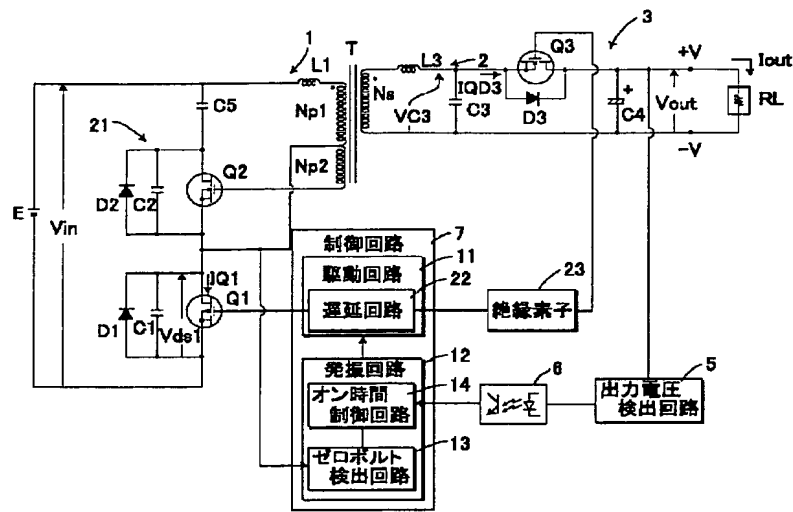 1
T
L1
Np1
Np2
Ns
L3
2
IQD3
VC3
C3
Q3
D3
3
+V
Iout
C4
+
Vout
RL
-V
C5
21
Q2
D2
C2
E
Vin
IQ1
Q1
D1
C1
Vds1
制御回路
7
駆動回路
11
遅延回路
22
23
絶縁素子
発振回路
12
オン時間
制御回路
14
ゼロボルト
検出回路
13
6
5
出力電圧
検出回路